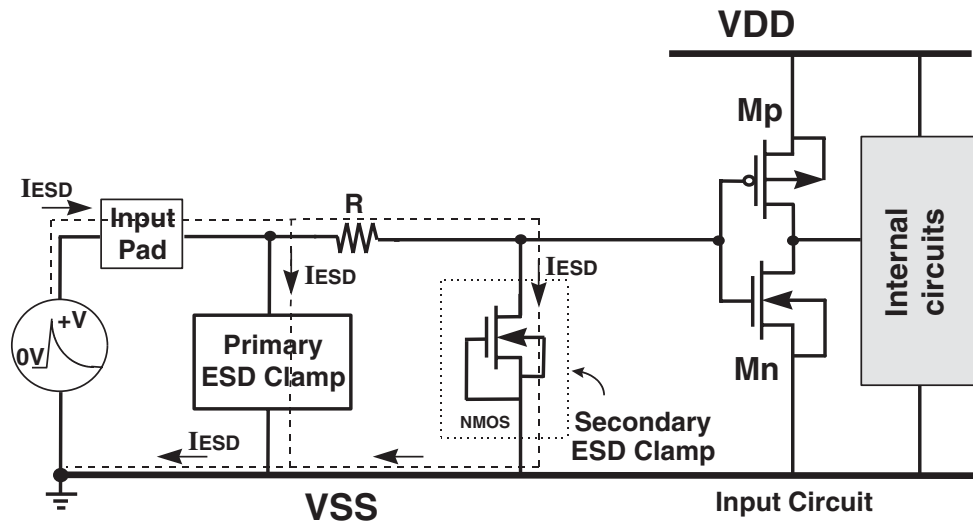 VDD
Mp
IESD
Input
Pad
R
IESD
IESD
+V
0V
Primary
ESD Clamp
NMOS
Secondary
ESD Clamp
Mn
Internal
circuits
IESD
VSS
Input Circuit